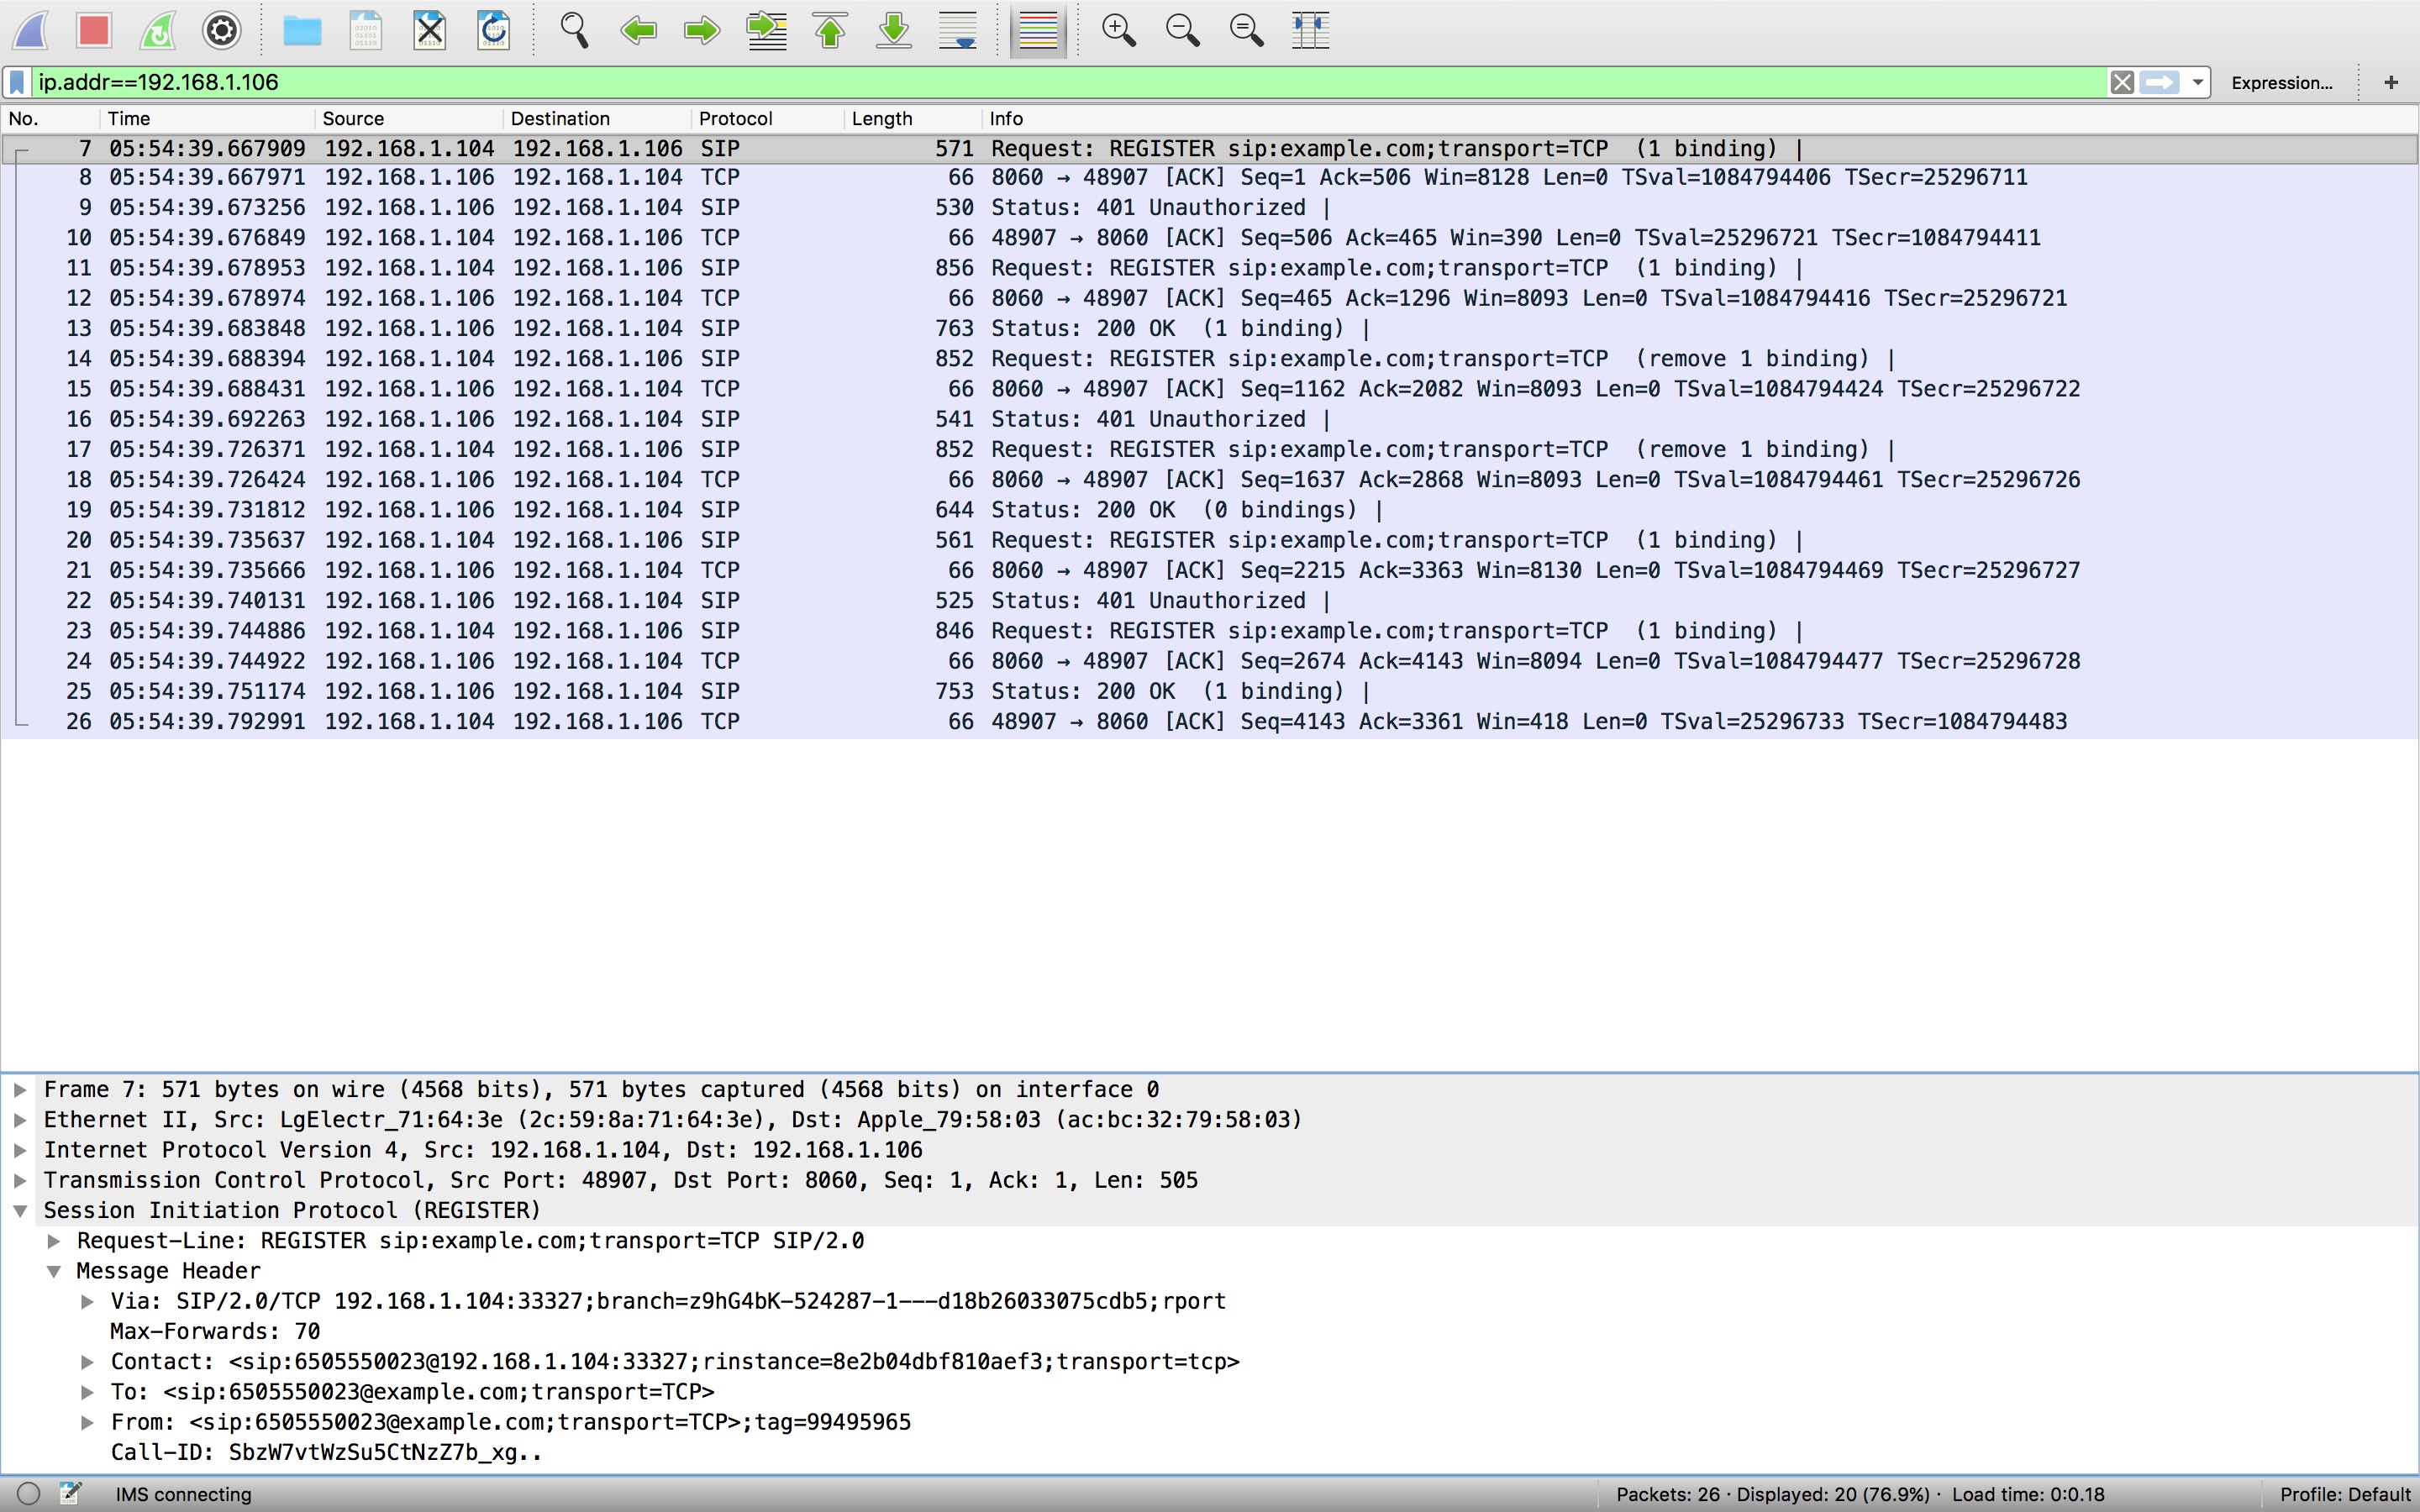 ip.addr==192.168.1.106
Expression...
+
No. Time Source Destination Protocol Length Info
7 05:54:39.667909 192.168.1.104 192.168.1.106 SIP 571 Request: REGISTER sip:example.com;transport=TCP  (1 binding) |
8 05:54:39.667971 192.168.1.106 192.168.1.104 TCP 66 8060 → 48907 [ACK] Seq=1 Ack=506 Win=8128 Len=0 TSval=1084794406 TSecr=25296711
9 05:54:39.673256 192.168.1.106 192.168.1.104 SIP 530 Status: 401 Unauthorized |
10 05:54:39.676849 192.168.1.104 192.168.1.106 TCP 66 48907 → 8060 [ACK] Seq=506 Ack=465 Win=390 Len=0 TSval=25296721 TSecr=1084794411
11 05:54:39.678953 192.168.1.104 192.168.1.106 SIP 856 Request: REGISTER sip:example.com;transport=TCP  (1 binding) |
12 05:54:39.678974 192.168.1.106 192.168.1.104 TCP 66 8060 → 48907 [ACK] Seq=465 Ack=1296 Win=8093 Len=0 TSval=1084794416 TSecr=25296721
13 05:54:39.683848 192.168.1.106 192.168.1.104 SIP 763 Status: 200 OK  (1 binding) |
14 05:54:39.688394 192.168.1.104 192.168.1.106 SIP 852 Request: REGISTER sip:example.com;transport=TCP  (remove 1 binding) |
15 05:54:39.688431 192.168.1.106 192.168.1.104 TCP 66 8060 → 48907 [ACK] Seq=1162 Ack=2082 Win=8093 Len=0 TSval=1084794424 TSecr=25296722
16 05:54:39.692263 192.168.1.106 192.168.1.104 SIP 541 Status: 401 Unauthorized |
17 05:54:39.726371 192.168.1.104 192.168.1.106 SIP 852 Request: REGISTER sip:example.com;transport=TCP  (remove 1 binding) |
18 05:54:39.726424 192.168.1.106 192.168.1.104 TCP 66 8060 → 48907 [ACK] Seq=1637 Ack=2868 Win=8093 Len=0 TSval=1084794461 TSecr=25296726
19 05:54:39.731812 192.168.1.106 192.168.1.104 SIP 644 Status: 200 OK  (0 bindings) |
20 05:54:39.735637 192.168.1.104 192.168.1.106 SIP 561 Request: REGISTER sip:example.com;transport=TCP  (1 binding) |
21 05:54:39.735666 192.168.1.106 192.168.1.104 TCP 66 8060 → 48907 [ACK] Seq=2215 Ack=3363 Win=8130 Len=0 TSval=1084794469 TSecr=25296727
22 05:54:39.740131 192.168.1.106 192.168.1.104 SIP 525 Status: 401 Unauthorized |
23 05:54:39.744886 192.168.1.104 192.168.1.106 SIP 846 Request: REGISTER sip:example.com;transport=TCP  (1 binding) |
24 05:54:39.744922 192.168.1.106 192.168.1.104 TCP 66 8060 → 48907 [ACK] Seq=2674 Ack=4143 Win=8094 Len=0 TSval=1084794477 TSecr=25296728
25 05:54:39.751174 192.168.1.106 192.168.1.104 SIP 753 Status: 200 OK  (1 binding) |
26 05:54:39.792991 192.168.1.104 192.168.1.106 TCP 66 48907 → 8060 [ACK] Seq=4143 Ack=3361 Win=418 Len=0 TSval=25296733 TSecr=1084794483
Frame 7: 571 bytes on wire (4568 bits), 571 bytes captured (4568 bits) on interface 0
Ethernet II, Src: LgElectr_71:64:3e (2c:59:8a:71:64:3e), Dst: Apple_79:58:03 (ac:bc:32:79:58:03)
Internet Protocol Version 4, Src: 192.168.1.104, Dst: 192.168.1.106
Transmission Control Protocol, Src Port: 48907, Dst Port: 8060, Seq: 1, Ack: 1, Len: 505
Session Initiation Protocol (REGISTER)
Request-Line: REGISTER sip:example.com;transport=TCP SIP/2.0
Message Header
Via: SIP/2.0/TCP 192.168.1.104:33327;branch=z9hG4bK-524287-1---d18b26033075cdb5;rport
Max-Forwards: 70
Contact: <sip:6505550023@192.168.1.104:33327;rinstance=8e2b04dbf810aef3;transport=tcp>
To: <sip:6505550023@example.com;transport=TCP>
From: <sip:6505550023@example.com;transport=TCP>;tag=99495965
Call-ID: SbzW7vtWzSu5CtNzZ7b_xg..
IMS connecting
Packets: 26 · Displayed: 20 (76.9%) · Load time: 0:0.18
Profile: Default